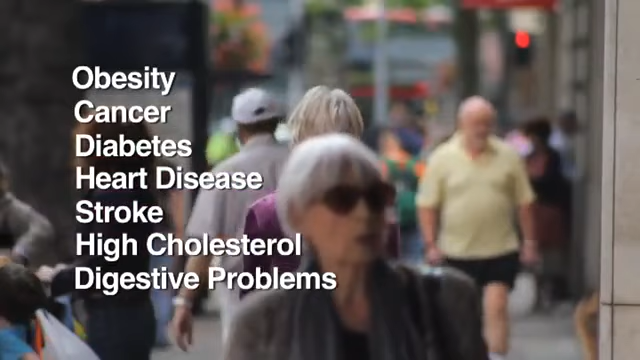 Obesity
Cancer
Diabetes
Heart Disease
Stroke
High Cholesterol
Digestive Problems